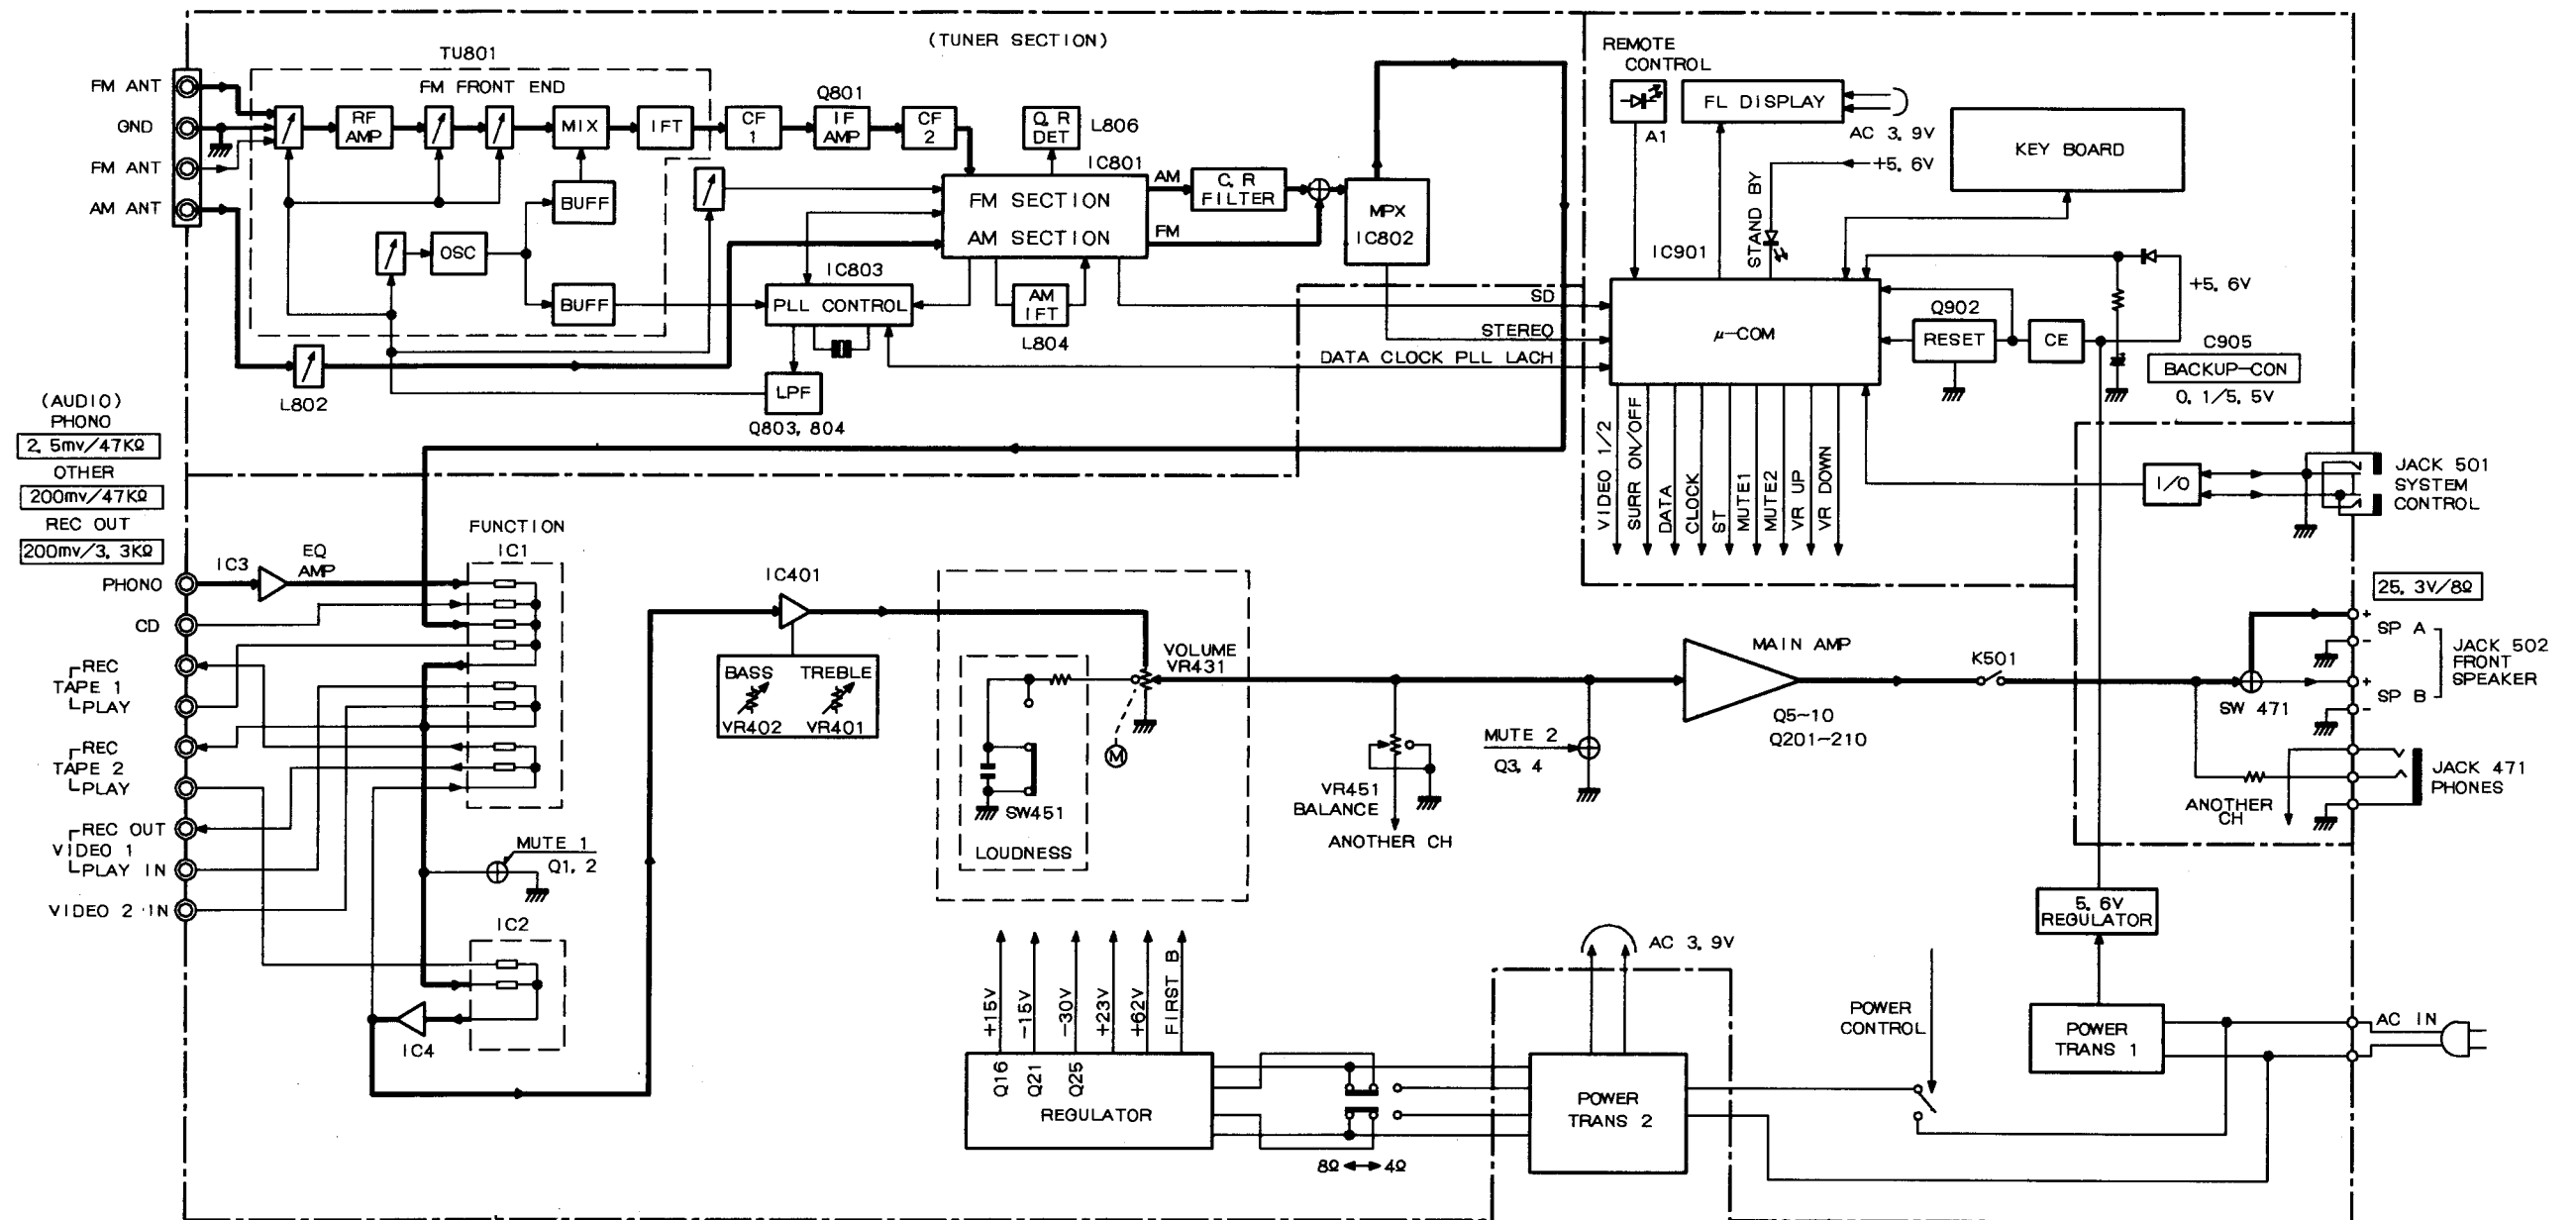 (TUNER SECTION)
TU801
FM FRONT END
FM ANT
GND
FM ANT
AM ANT
RF
AMP
MIX
IFT
CF
1
Q801
IF
AMP
CF
2
Q.R
DET
L806
IC801
FM SECTION
AM SECTION
AM
FM
C.R
FILTER
MPX
IC802
BUFF
OSC
BUFF
IC803
PLL CONTROL
AM
IFT
L804
LPF
Q803, 804
L802
SD
STEREO
DATA CLOCK PLL LACH
REMOTE
CONTROL
A1
FL DISPLAY
AC 3, 9V
+5, 6V
STAND BY
KEY BOARD
IC901
μ-COM
Q902
RESET
CE
+5, 6V
C905
BACKUP-CON
0, 1/5, 5V
VIDEO 1/2
SURR ON/OFF
DATA
CLOCK
ST
MUTE1
MUTE2
VR UP
VR DOWN
I/O
JACK 501
SYSTEM
CONTROL
(AUDIO)
PHONO
2, 5mv/47KΩ
OTHER
200mv/47KΩ
REC OUT
200mv/3, 3KΩ
PHONO
CD
REC
TAPE 1
PLAY
REC
TAPE 2
PLAY
REC OUT
VIDEO 1
PLAY IN
VIDEO 2 IN
IC3
EQ
AMP
FUNCTION
IC1
MUTE 1
Q1, 2
IC2
IC4
IC401
BASS
TREBLE
VR402
VR401
VOLUME
VR431
M
SW451
LOUDNESS
VR451
BALANCE
ANOTHER CH
MUTE 2
Q3, 4
MAIN AMP
Q5~10
Q201~210
K501
25, 3V/8Ω
+
SP A
-
+
SP B
-
JACK 502
FRONT
SPEAKER
SW 471
ANOTHER
CH
JACK 471
PHONES
5, 6V
REGULATOR
POWER
TRANS 1
AC IN
POWER
CONTROL
AC 3, 9V
POWER
TRANS 2
+15V
-15V
-30V
+23V
+62V
FIRST B
Q16
Q21
Q25
REGULATOR
8Ω
4Ω